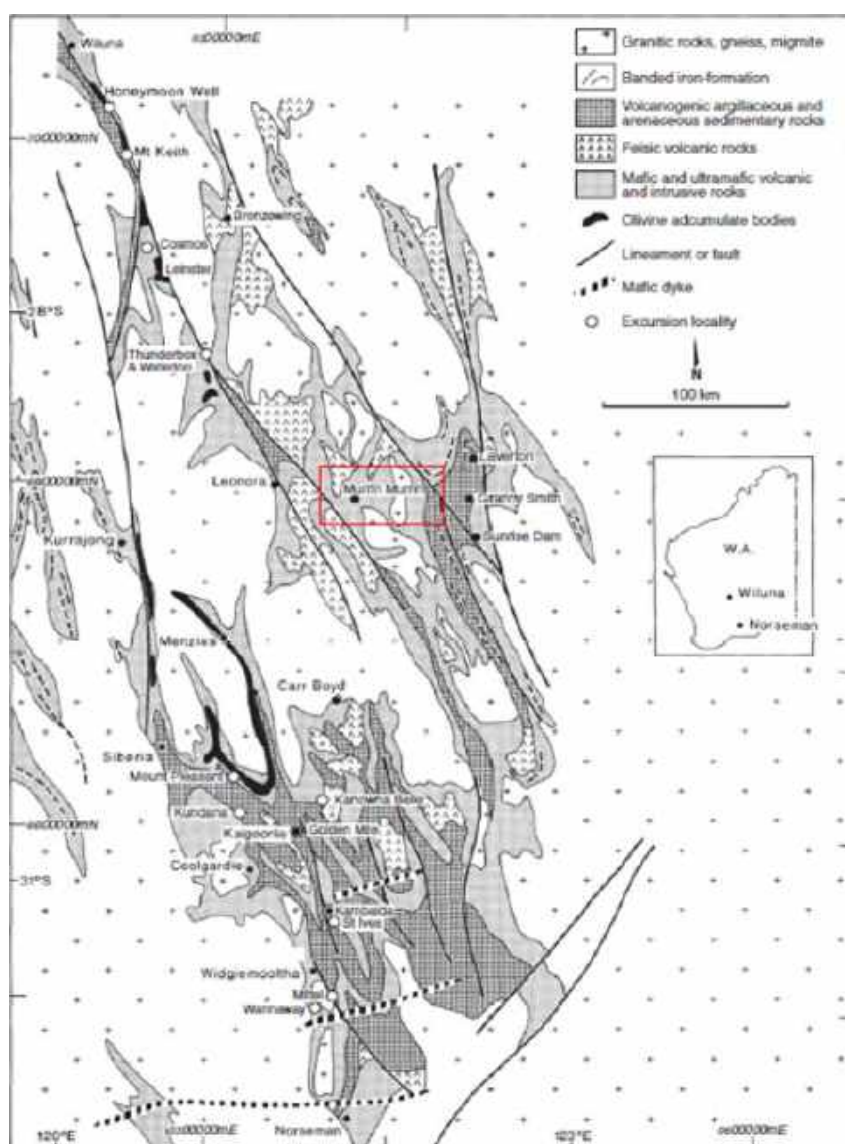 Wiluna
Honeymoon Well
Mt Keith
Bronzewing
Cosmos
Leinster
28°S
Thunderbox
& Waterloo
Leonora
Murrin Murrin
Laverton
Granny Smith
Sunrise Dam
Kurrajong
Menzies
Carr Boyd
Siberia
Mount Pleasant
Kundana
Kanowna Belle
Kalgoorlie
Golden Mile
Coolgardie
31°S
Kambalda
St Ives
Widgiemooltha
Mittel
Wannaway
Norseman
120°E
123°E
Granitic rocks, gneiss, migmite
Banded iron-formation
Volcanogenic argillaceous and
arenaceous sedimentary rocks
Felsic volcanic rocks
Mafic and ultramafic volcanic
and intrusive rocks
Olivine adcumulate bodies
Lineament or fault
Mafic dyke
Excursion locality
N
100 km
W.A.
Wiluna
Norseman